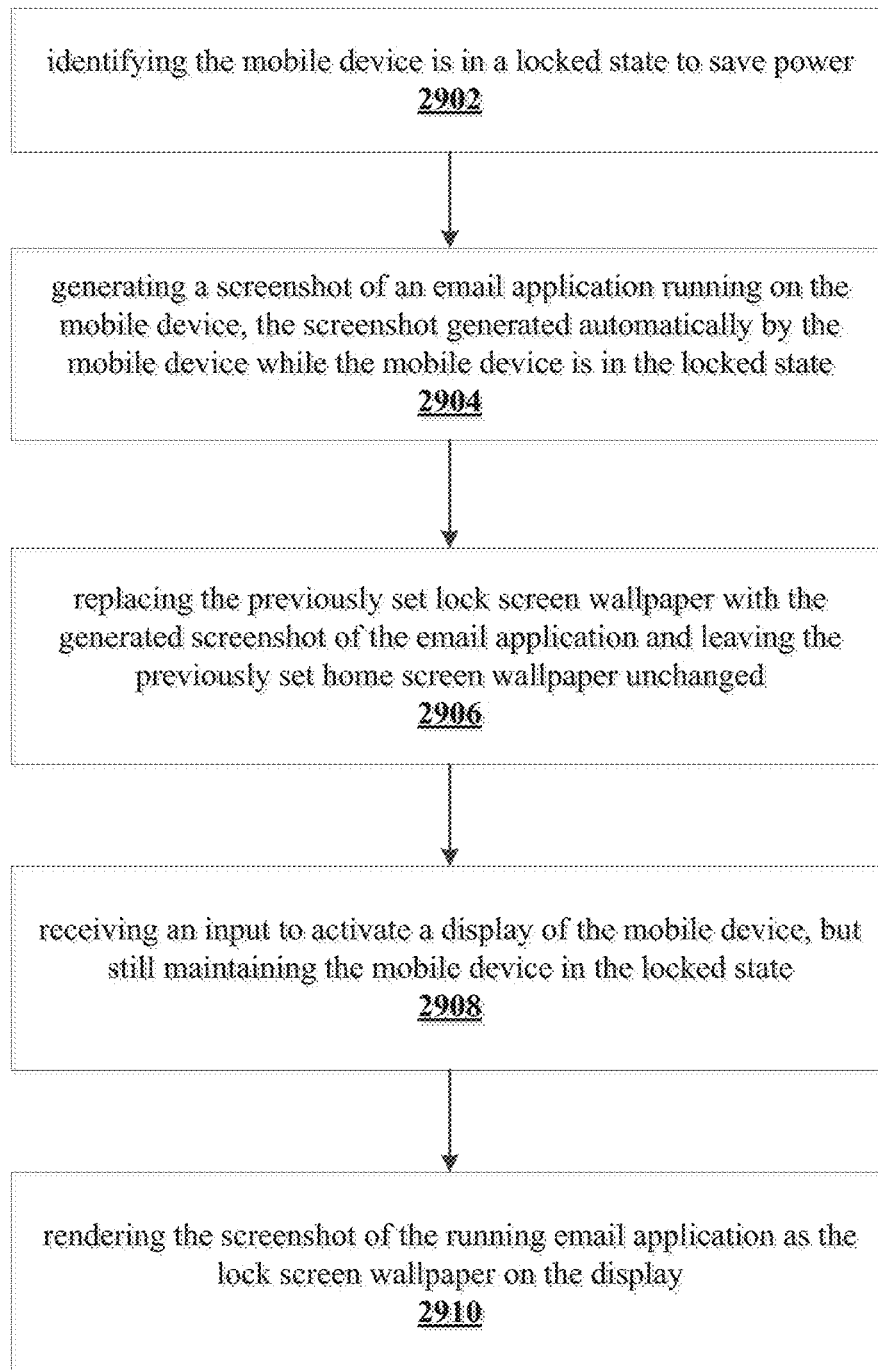 identifying the mobile device is in a locked state to save power
2902
generating a screenshot of an email application running on the
mobile device, the screenshot generated automatically by the
mobile device while the mobile device is in the locked state
2904
replacing the previously set lock screen wallpaper with the
generated screenshot of the email application and leaving the
previously set home screen wallpaper unchanged
2906
receiving an input to activate a display of the mobile device, but
still maintaining the mobile device in the locked state
2908
rendering the screenshot of the running email application as the
lock screen wallpaper on the display
2910